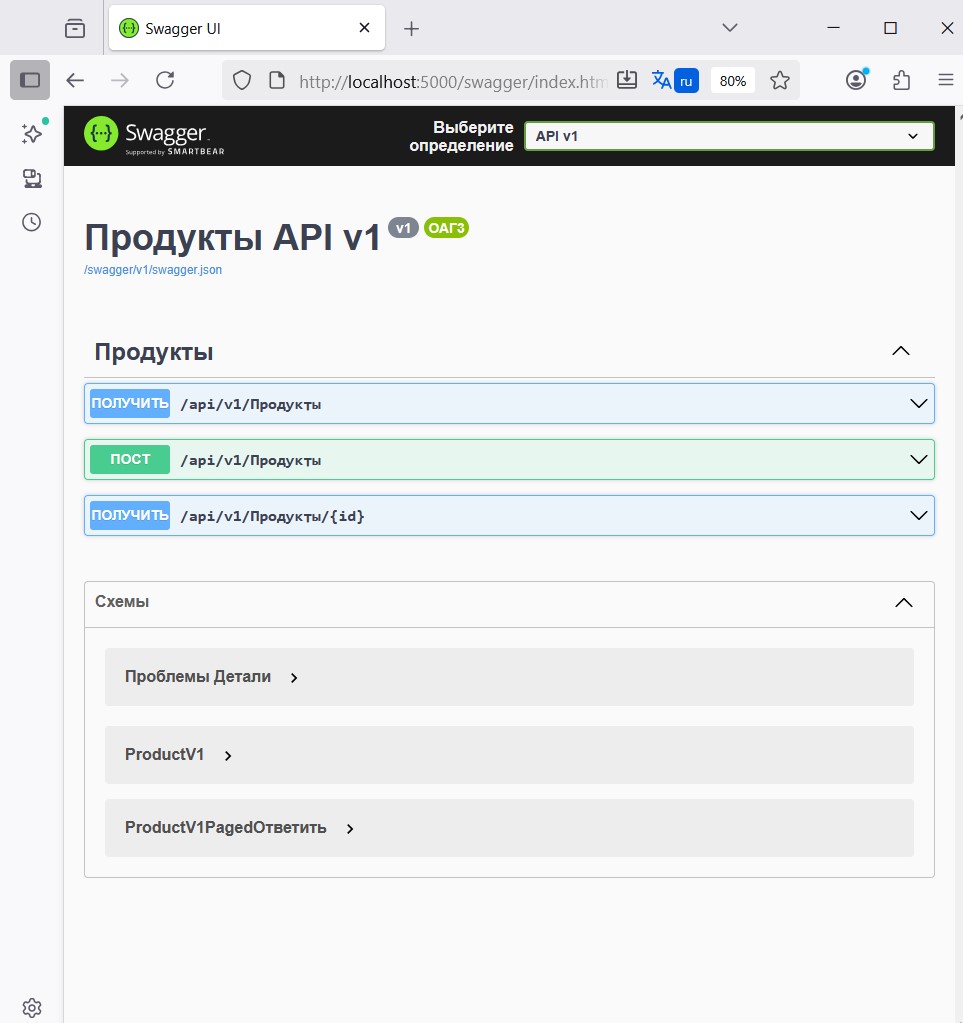 Swagger UI
http://localhost:5000/swagger/index.htm
ru
80%
Swagger.
Supported by SMARTBEAR
Выберите
определение
API v1
Продукты API v1
v1
ОАГ3
/swagger/v1/swagger.json
Продукты
ПОЛУЧИТЬ /api/v1/Продукты
ПОСТ /api/v1/Продукты
ПОЛУЧИТЬ /api/v1/Продукты/{id}
Схемы
Проблемы Детали
ProductV1
ProductV1PagedОтветить